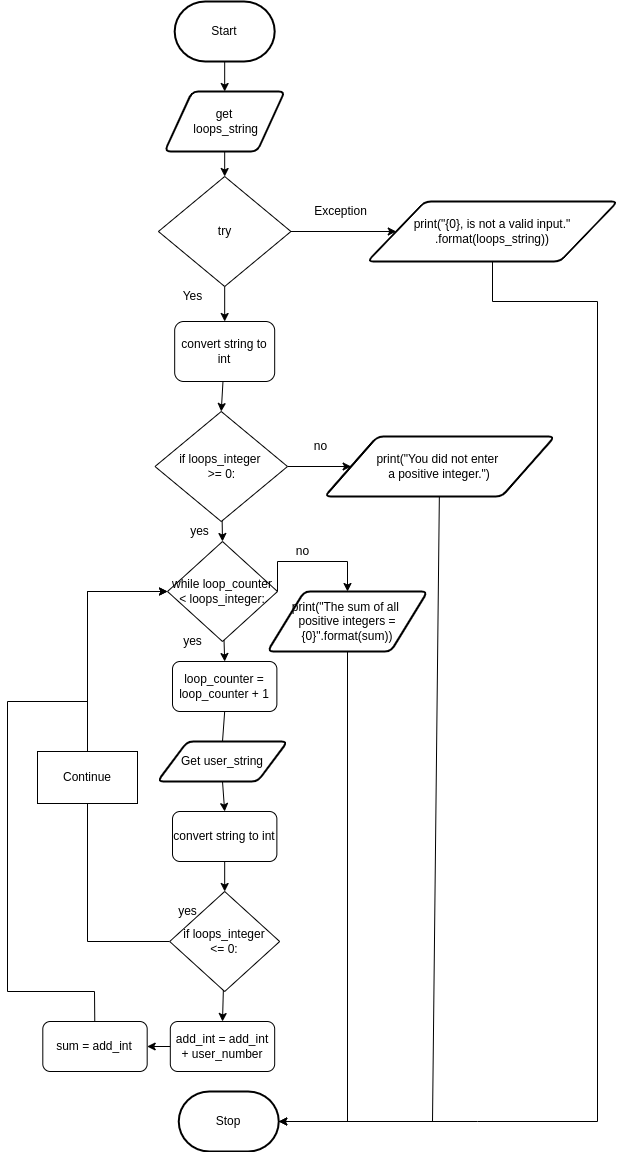 Start
get
loops_string
try
Exception
print("{0}, is not a valid input."
.format(loops_string))
Yes
convert string to
int
if loops_integer
>= 0:
no
print("You did not enter
a positive integer.")
yes
while loop_counter
< loops_integer:
no
print("The sum of all
positive integers =
{0}".format(sum))
yes
loop_counter =
loop_counter + 1
Get user_string
Continue
convert string to int
yes
if loops_integer
<= 0:
add_int = add_int
+ user_number
sum = add_int
Stop